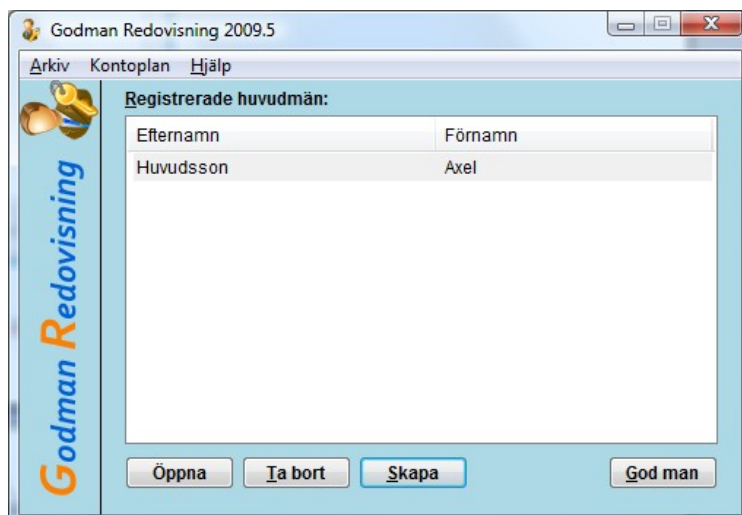 Godman Redovisning 2009.5
Arkiv Kontoplan Hjälp
Registrerade huvudmän:
Efternamn Förnamn
Huvudsson Axel
Godman Redovisning
Öppna Ta bort Skapa God man